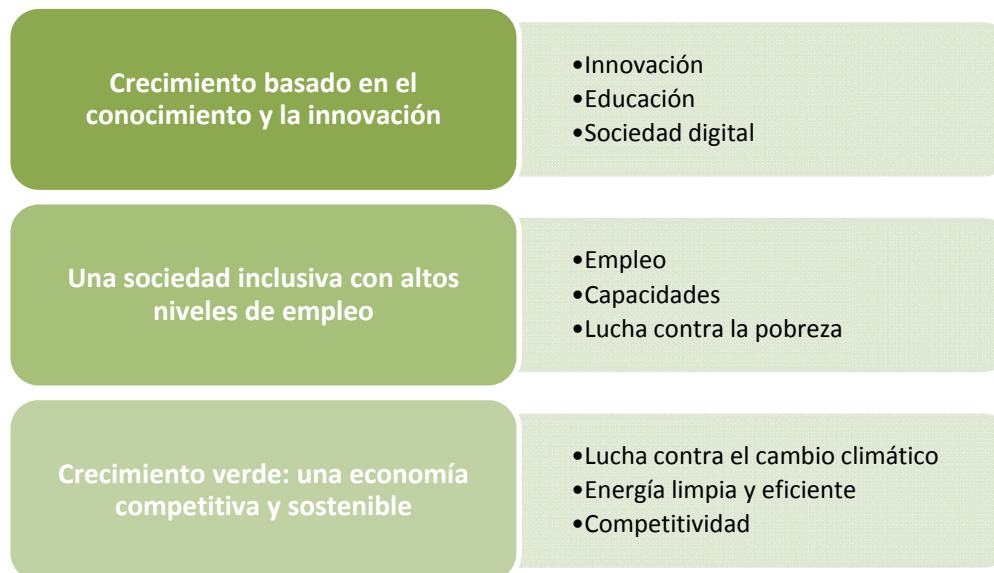 Crecimiento basado en el
conocimiento y la innovación
•Innovación
•Educación
•Sociedad digital
Una sociedad inclusiva con altos
niveles de empleo
•Empleo
•Capacidades
•Lucha contra la pobreza
Crecimiento verde: una economía
competitiva y sostenible
•Lucha contra el cambio climático
•Energía limpia y eficiente
•Competitividad